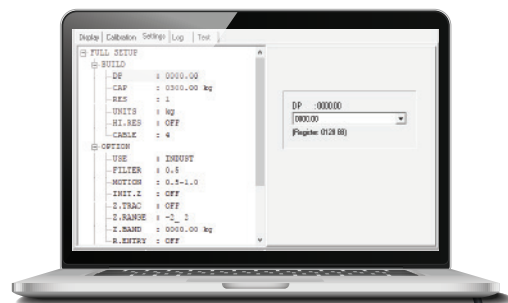 Display Calibration Settings Log Test
FULL SETUP
BUILD
DP : 0000.00
CAP : 0300.00 kg
RES : 1
UNITS : kg
HI.RES : OFF
CABLE : 4
OPTION
USE : INDUST
FILTER : 0.5
MOTION : 0.5-1.0
INIT.Z : OFF
Z.TRAC : OFF
Z.RANGE : -2_ 2
Z.BAND : 0000.00 kg
R.ENTRY : OFF
DP :0000.00
0000.00
(Register: 0128 88)